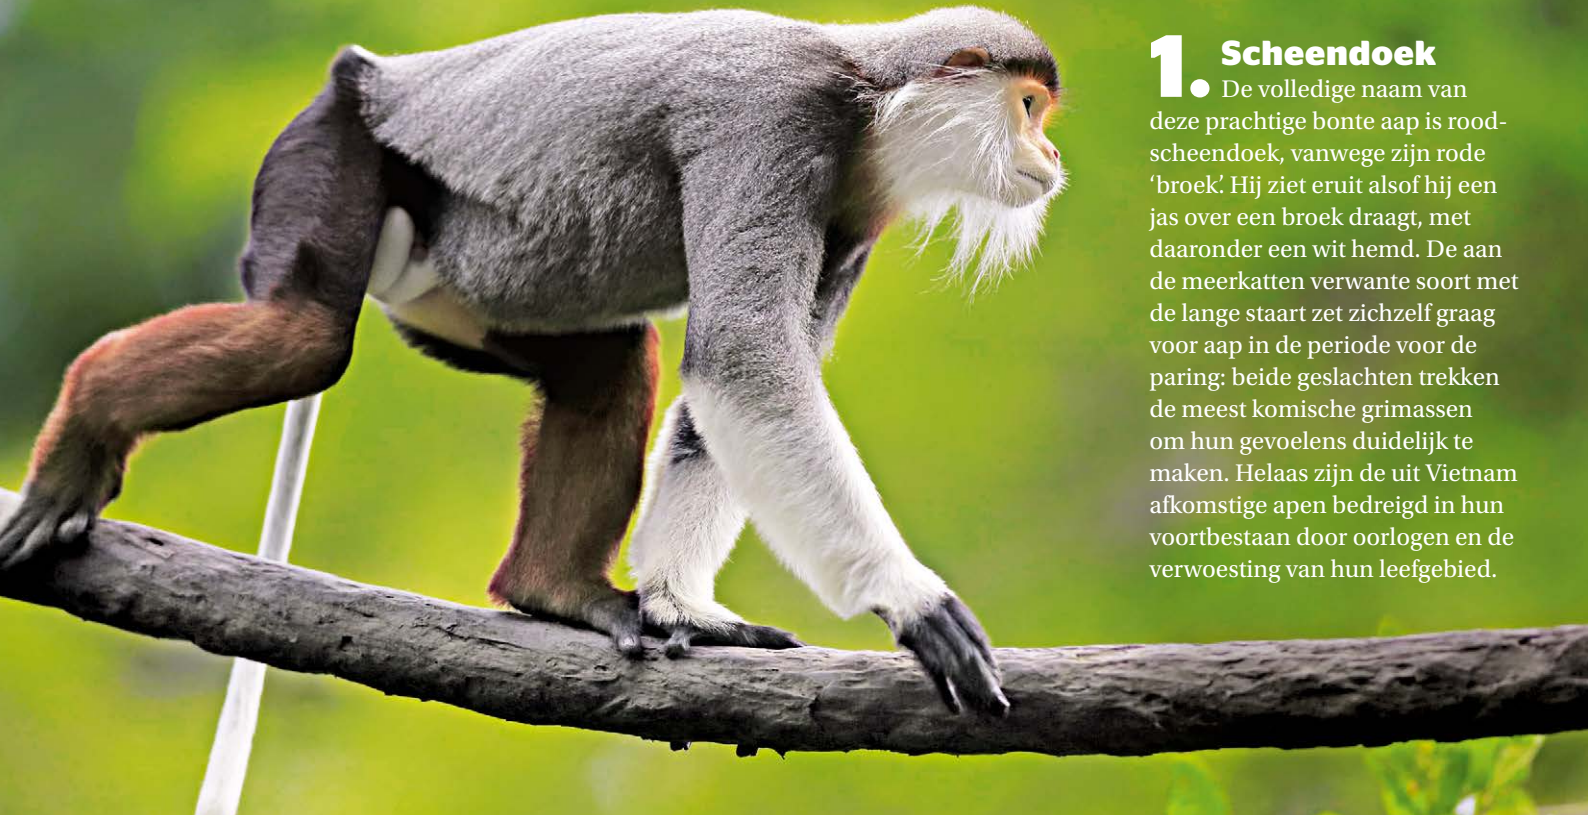 1. Scheendoek
De volledige naam van
deze prachtige bonte aap is rood-
scheendoek, vanwege zijn rode
‘broek’. Hij ziet eruit alsof hij een
jas over een broek draagt, met
daaronder een wit hemd. De aan
de meerkatten verwante soort met
de lange staart zet zichzelf graag
voor aap in de periode voor de
paring: beide geslachten trekken
de meest komische grimassen
om hun gevoelens duidelijk te
maken. Helaas zijn de uit Vietnam
afkomstige apen bedreigd in hun
voortbestaan door oorlogen en de
verwoesting van hun leefgebied.